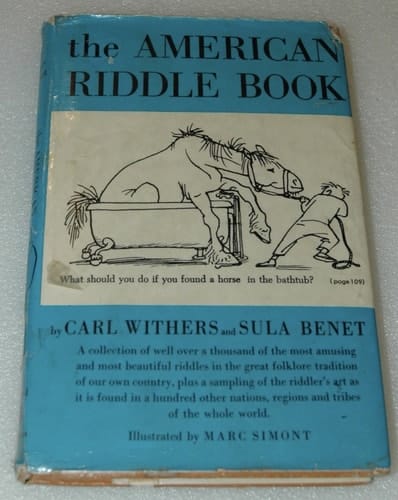 the AMERICAN
RIDDLE BOOK
What should you do if you found a horse in the bathtub? (page 109)
by CARL WITHERS and SULA BENET
A collection of well over a thousand of the most amusing
and most beautiful riddles in the great folklore tradition
of our own country, plus a sampling of the riddler's art as
it is found in a hundred other nations, regions and tribes
of the whole world.
Illustrated by MARC SIMONT